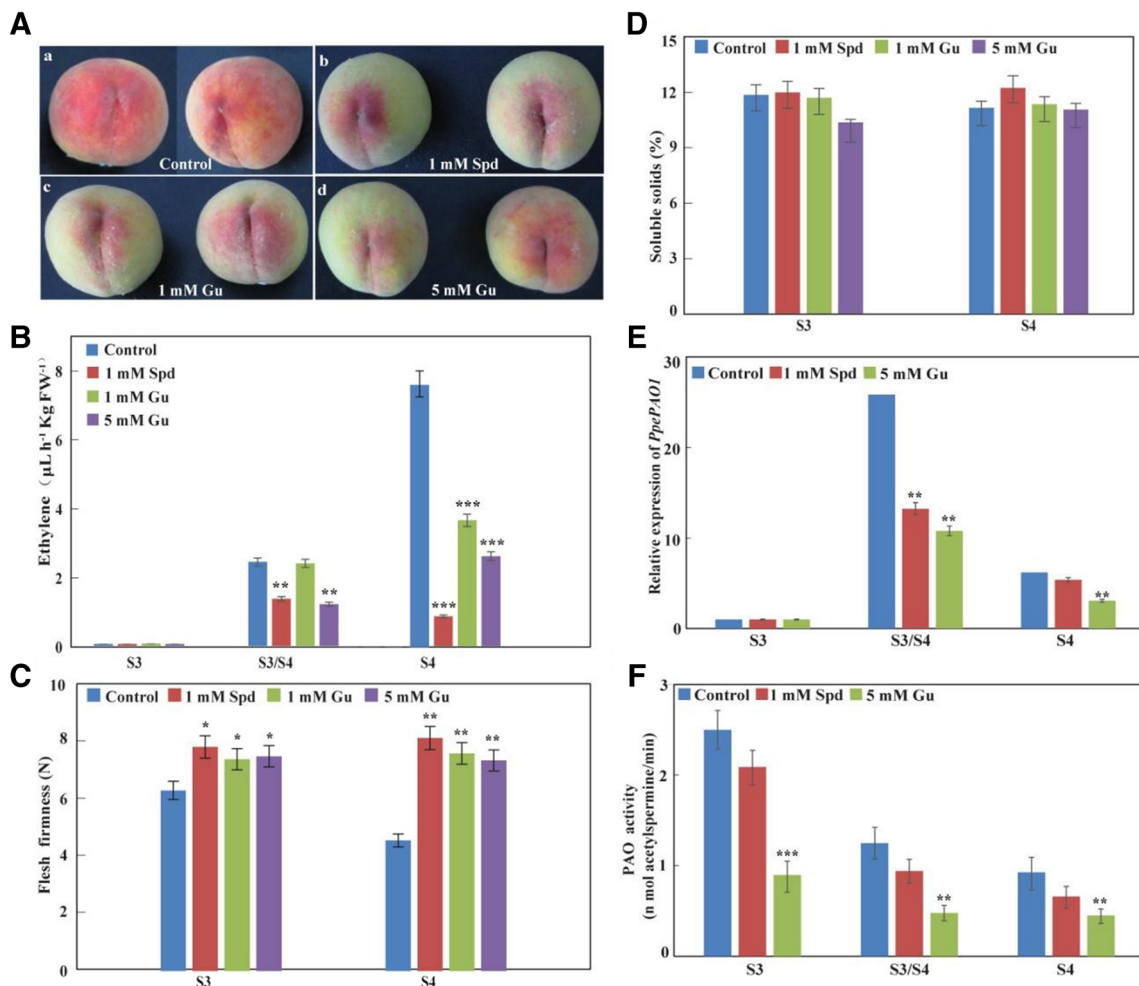 A
a
Control
b
1 mM Spd
c
1 mM Gu
d
5 mM Gu
B
Ethylene ( μL h⁻¹ Kg FW⁻¹ )
8
6
4
2
0
Control
1 mM Spd
1 mM Gu
5 mM Gu
**
**
***
***
***
S3
S3/S4
S4
C
Flesh firmness (N)
10
8
6
4
2
0
Control
1 mM Spd
1 mM Gu
5 mM Gu
*
*
*
**
**
**
S3
S4
D
Soluble solids (%)
15
12
9
6
3
0
Control
1 mM Spd
1 mM Gu
5 mM Gu
S3
S4
E
Relative expression of PpePAO1
30
20
10
0
Control
1 mM Spd
5 mM Gu
**
**
**
S3
S3/S4
S4
F
PAO activity
(n mol acetylspermine/min)
3
2
1
0
Control
1 mM Spd
5 mM Gu
***
**
**
S3
S3/S4
S4